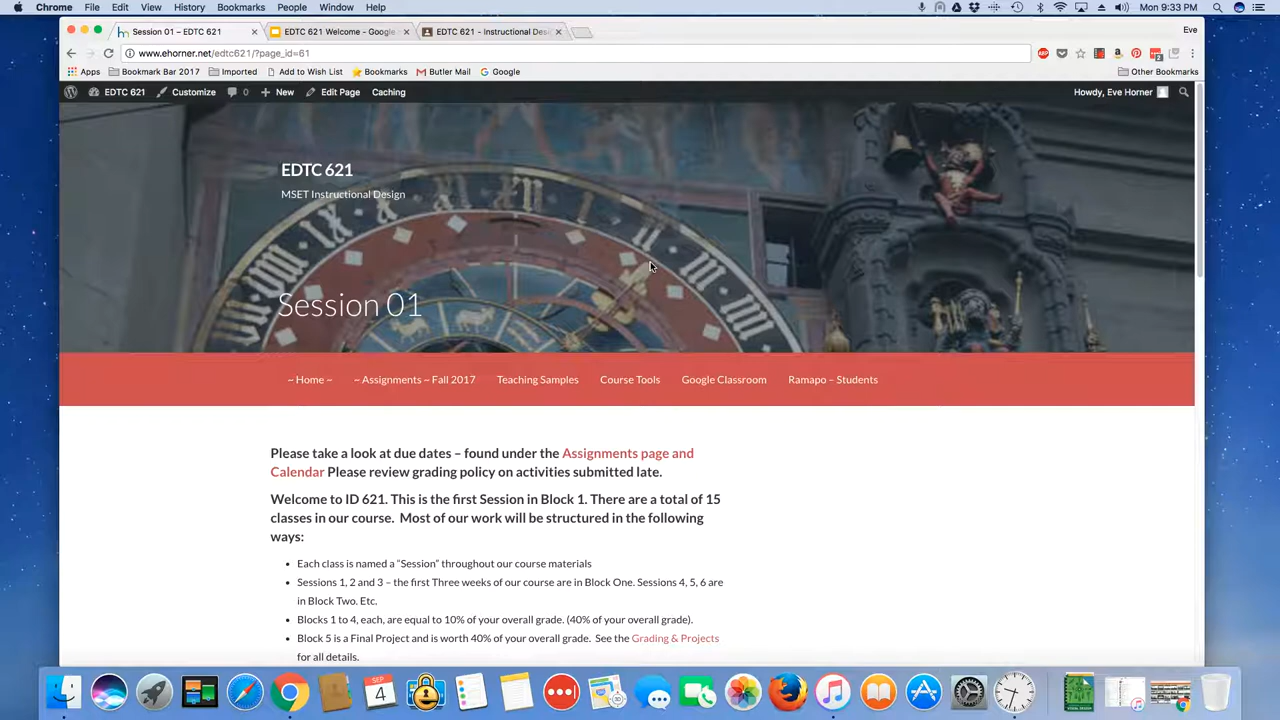 Chrome File Edit View History Bookmarks People Window Help Mon 9:33 PM
Session 01 – EDTC 621 EDTC 621 Welcome - Google EDTC 621 - Instructional Des Eve
www.ehorner.net/edtc621/?page_id=61
Apps Bookmark Bar 2017 Imported Add to Wish List Bookmarks Butler Mail Google Other Bookmarks
EDTC 621 Customize 0 New Edit Page Caching Howdy, Eve Horner
EDTC 621
MSET Instructional Design
Session 01
~ Home ~ ~ Assignments ~ Fall 2017 Teaching Samples Course Tools Google Classroom Ramapo – Students
Please take a look at due dates – found under the Assignments page and
Calendar Please review grading policy on activities submitted late.
Welcome to ID 621. This is the first Session in Block 1. There are a total of 15
classes in our course. Most of our work will be structured in the following
ways:
• Each class is named a “Session” throughout our course materials
• Sessions 1, 2 and 3 – the first Three weeks of our course are in Block One. Sessions 4, 5, 6 are
in Block Two. Etc.
• Blocks 1 to 4, each, are equal to 10% of your overall grade. (40% of your overall grade).
• Block 5 is a Final Project and is worth 40% of your overall grade. See the Grading & Projects
for all details.
SEP
4